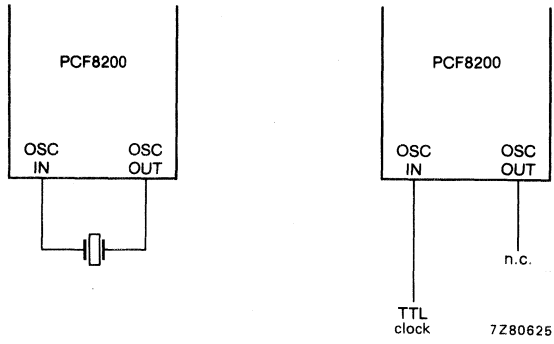 PCF8200
OSC
IN
OSC
OUT
PCF8200
OSC
IN
OSC
OUT
n.c.
TTL
clock
7Z80625